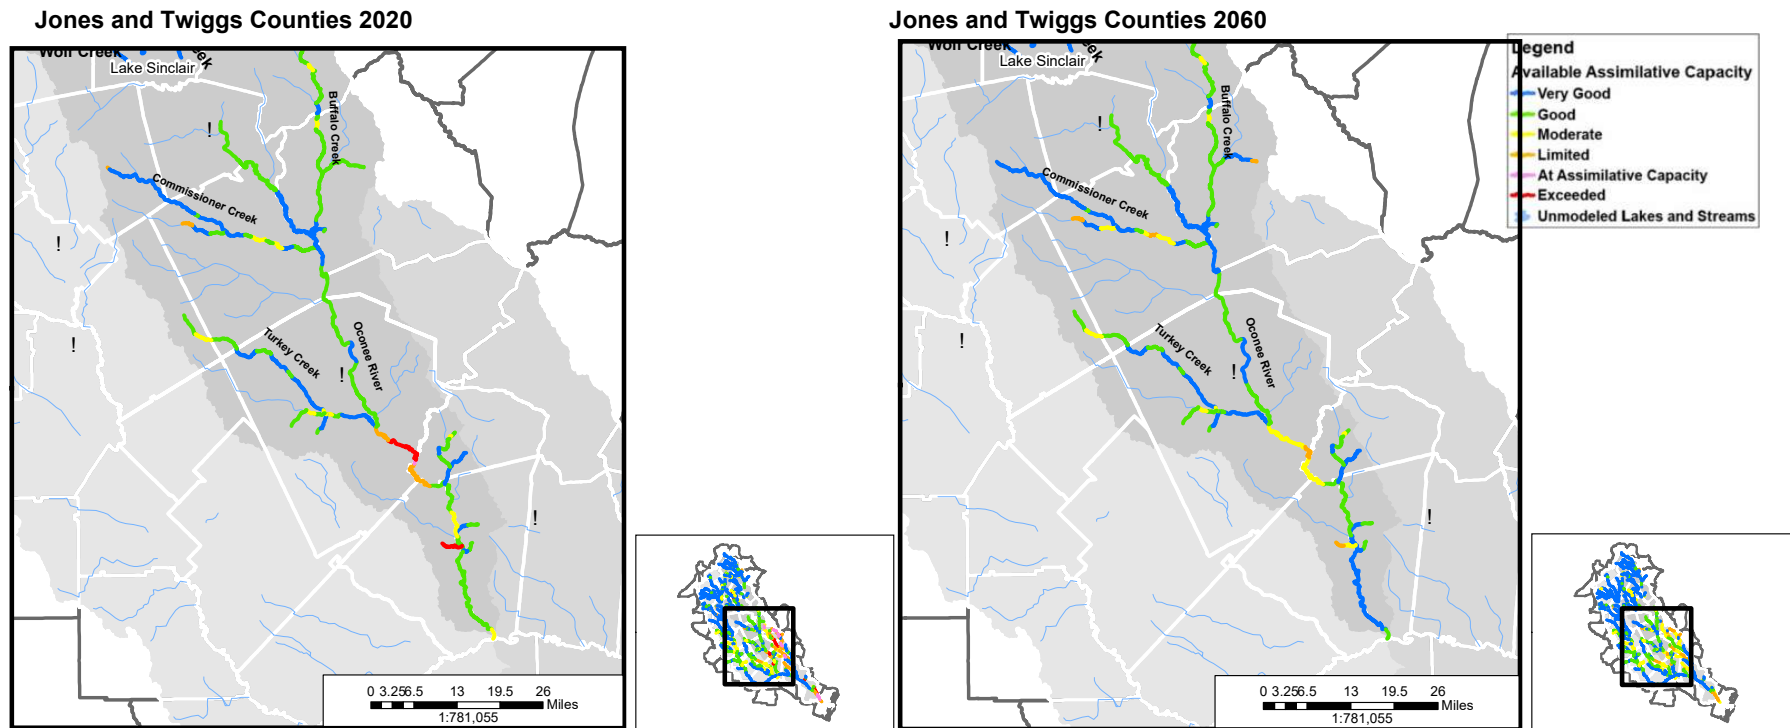 Jones and Twiggs Counties 2020
Wolf Creek
Creek
Lake Sinclair
Buffalo Creek
!
Commissioner Creek
!
!
Turkey Creek
Oconee River
!
!
0 3.25 6.5 13 19.5 26
Miles
1:781,055
Jones and Twiggs Counties 2060
Wolf Creek
Creek
Lake Sinclair
Buffalo Creek
!
Commissioner Creek
!
!
Turkey Creek
Oconee River
!
!
0 3.25 6.5 13 19.5 26
Miles
1:781,055
Legend
Available Assimilative Capacity
Very Good
Good
Moderate
Limited
At Assimilative Capacity
Exceeded
Unmodeled Lakes and Streams